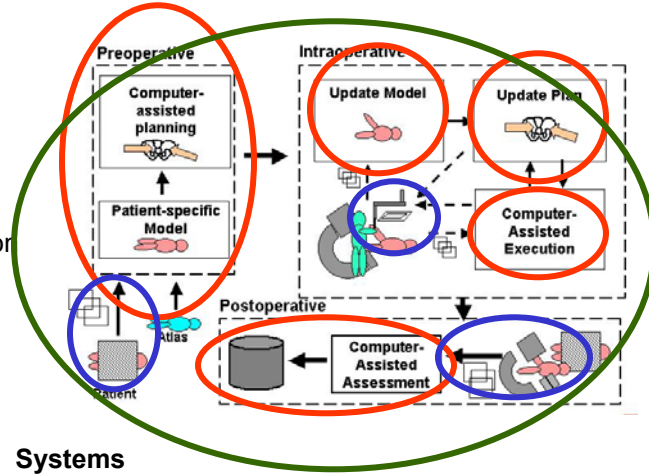 Preoperative
Computer-
assisted
planning
Patient-specific
Model
Atlas
Patient
Intraoperative
Update Model
Update Plan
Computer-
Assisted
Execution
Postoperative
Computer-
Assisted
Assessment
Systems